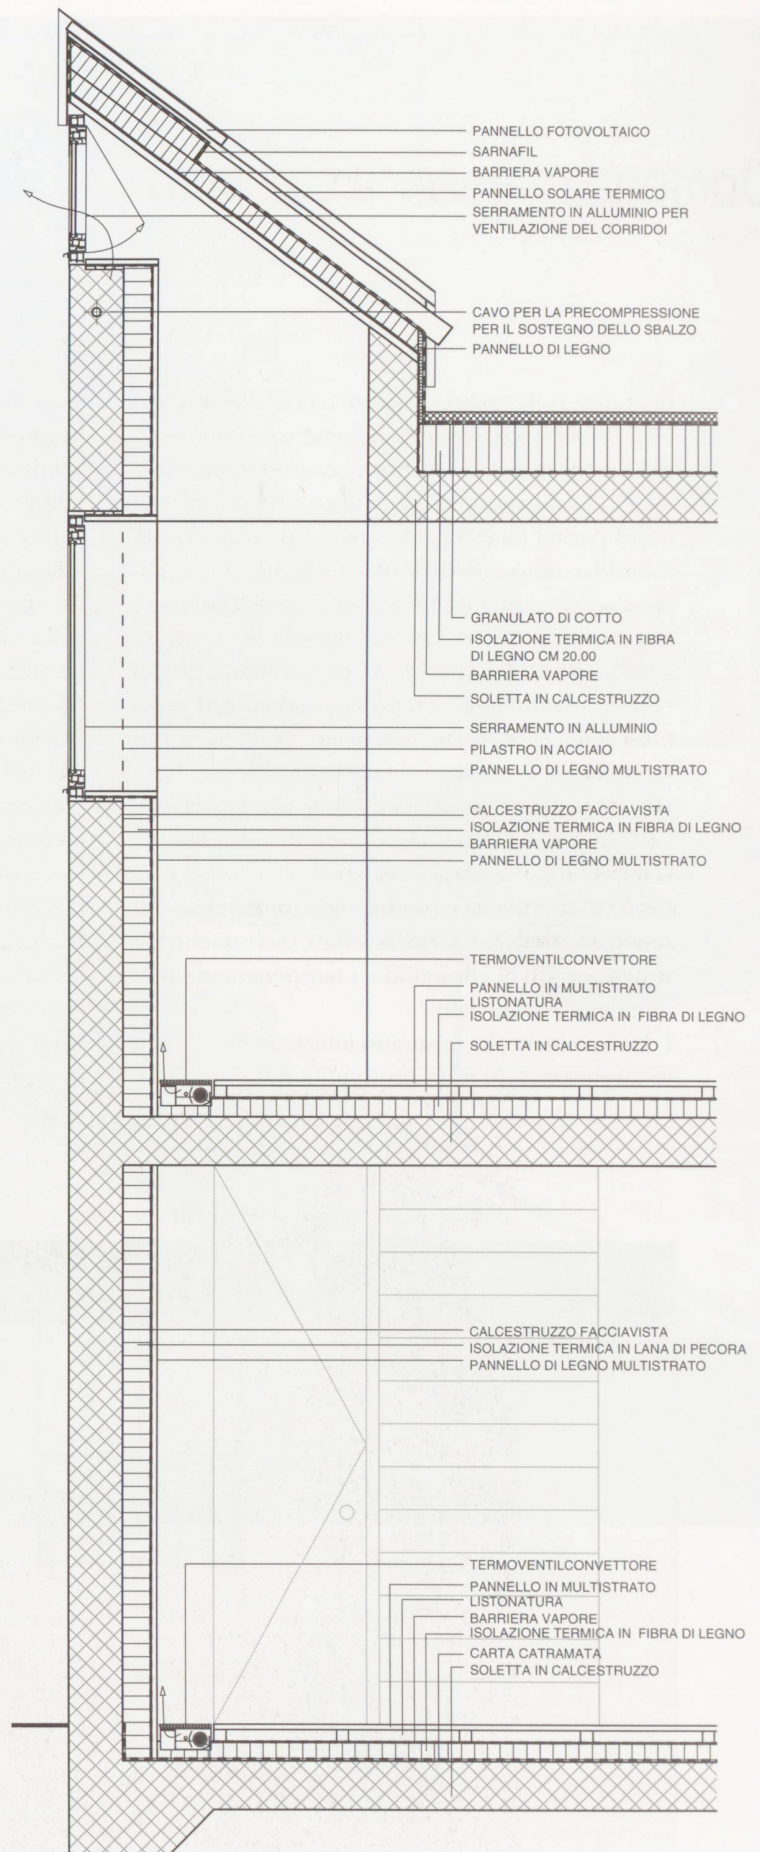 PANNELLO FOTOVOLTAICO
SARNAFIL
BARRIERA VAPORE
PANNELLO SOLARE TERMICO
SERRAMENTO IN ALLUMINIO PER
VENTILAZIONE DEL CORRIDOI
CAVO PER LA PRECOMPRESSIONE
PER IL SOSTEGNO DELLO SBALZO
PANNELLO DI LEGNO
GRANULATO DI COTTO
ISOLAZIONE TERMICA IN FIBRA
DI LEGNO CM 20.00
BARRIERA VAPORE
SOLETTA IN CALCESTRUZZO
SERRAMENTO IN ALLUMINIO
PILASTRO IN ACCIAIO
PANNELLO DI LEGNO MULTISTRATO
CALCESTRUZZO FACCIAVISTA
ISOLAZIONE TERMICA IN FIBRA DI LEGNO
BARRIERA VAPORE
PANNELLO DI LEGNO MULTISTRATO
TERMOVENTILCONVETTORE
PANNELLO IN MULTISTRATO
LISTONATURA
ISOLAZIONE TERMICA IN FIBRA DI LEGNO
SOLETTA IN CALCESTRUZZO
CALCESTRUZZO FACCIAVISTA
ISOLAZIONE TERMICA IN LANA DI PECORA
PANNELLO DI LEGNO MULTISTRATO
TERMOVENTILCONVETTORE
PANNELLO IN MULTISTRATO
LISTONATURA
BARRIERA VAPORE
ISOLAZIONE TERMICA IN FIBRA DI LEGNO
CARTA CATRAMATA
SOLETTA IN CALCESTRUZZO